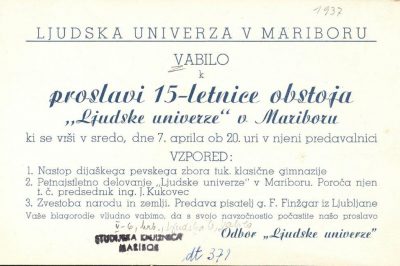 1937
LJUDSKA UNIVERZA V MARIBORU
VABILO
k
proslavi 15-letnice obstoja
„Ljudske univerze" v Mariboru
ki se vrši v sredo, dne 7. aprila ob 20. uri v njeni predavalnici
VZPORED:
1. Nastop dijaškega pevskega zbora tuk. klasične gimnazije
2. Petnajstletno delovanje „Ljudske univerze" v Mariboru. Poroča njen
t. č. predsednik ing. J. Kukovec
3. Zvestoba narodu in zemlji. Predava pisatelj g. F. Finžgar iz Ljubljane
Vaše blagorodje vljudno vabimo, da s svojo navzočnostjo počastite našo proslavo
Odbor „Ljudske univerze"
ŠTUDIJSKA KNJIŽNICA
MARIBOR
dt 371